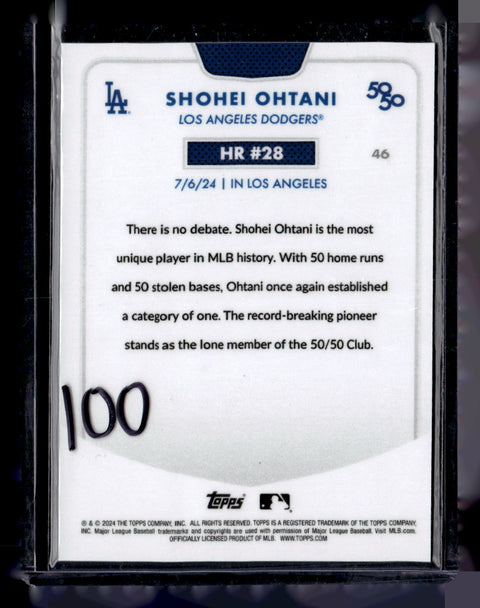 LA
SHOHEI OHTANI
50/50
LOS ANGELES DODGERS®
HR #28
46
7/6/24 | IN LOS ANGELES
There is no debate. Shohei Ohtani is the most
unique player in MLB history. With 50 home runs
and 50 stolen bases, Ohtani once again established
a category of one. The record-breaking pioneer
stands as the lone member of the 50/50 Club.
100
Topps
® & © 2024 THE TOPPS COMPANY, INC. ALL RIGHTS RESERVED. TOPPS IS A REGISTERED TRADEMARK OF THE TOPPS COMPANY,
INC. Major League Baseball trademarks and copyrights are used with permission of Major League Baseball. Visit MLB.com.
OFFICIALLY LICENSED PRODUCT OF MLB. WWW.TOPPS.COM